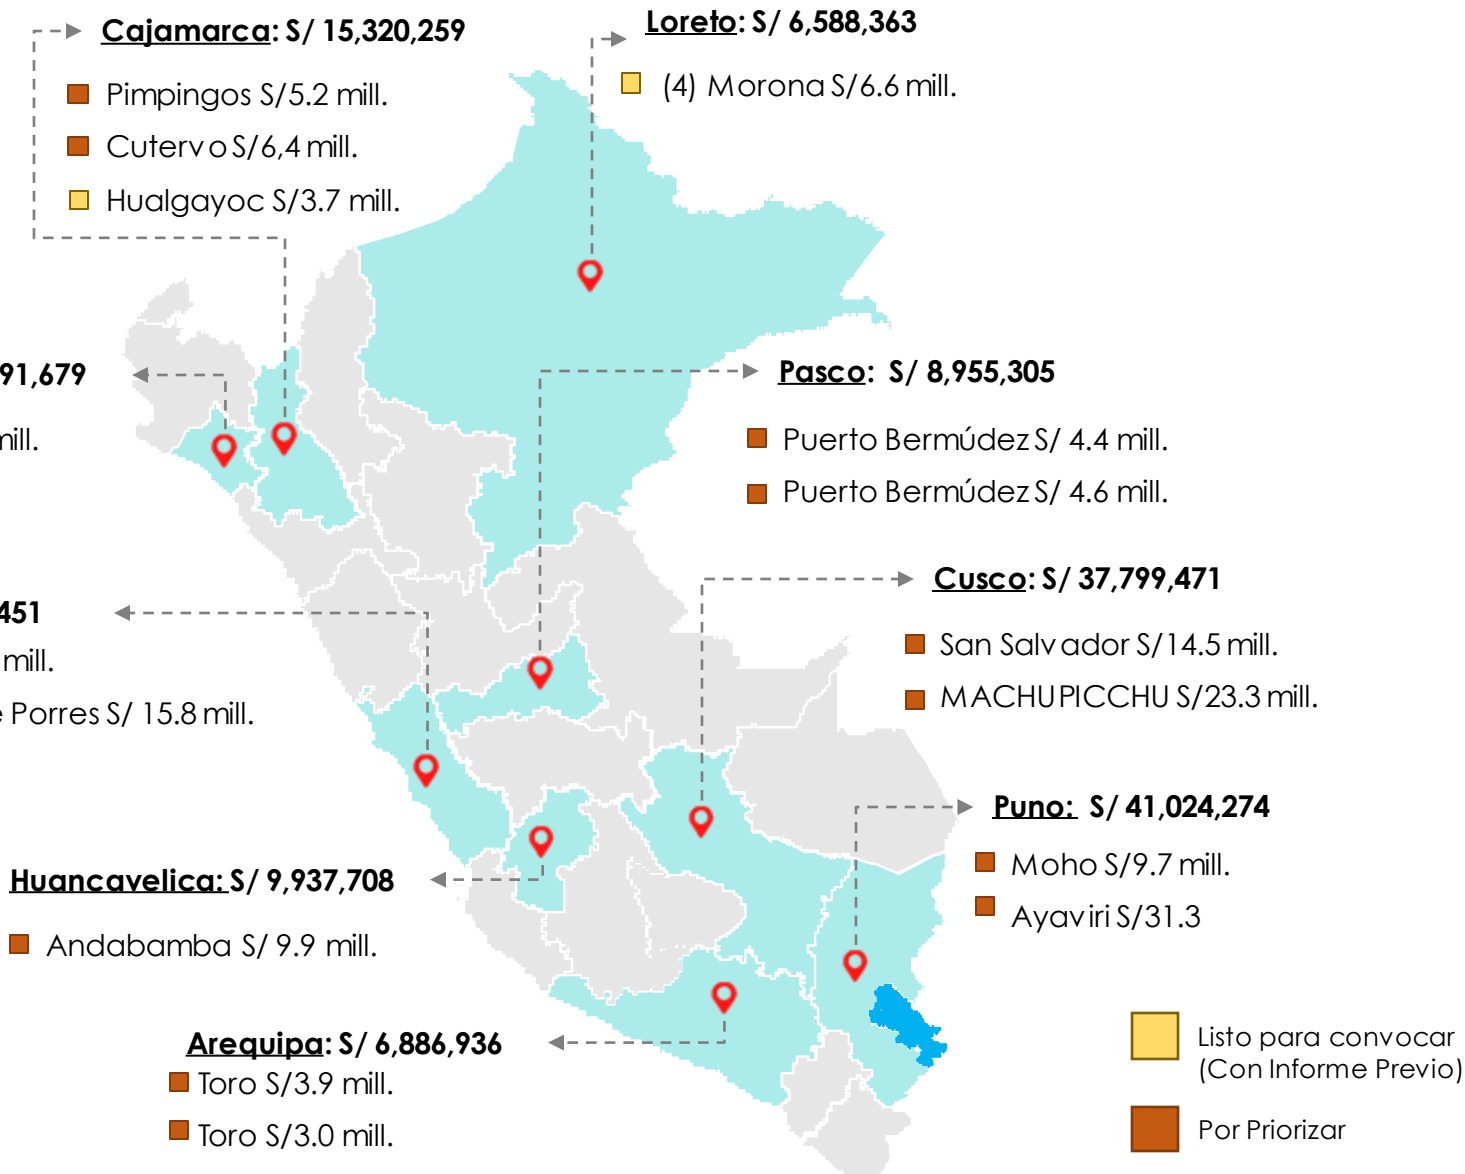 Cajamarca: S/ 15,320,259
Pimpingos S/5.2 mill.
Cutervo S/6,4 mill.
Hualgayoc S/3.7 mill.
Loreto: S/ 6,588,363
(4) Morona S/6.6 mill.
91,679
mill.
Pasco: S/ 8,955,305
Puerto Bermúdez S/ 4.4 mill.
Puerto Bermúdez S/ 4.6 mill.
451
mill.
e Porres S/ 15.8 mill.
Cusco: S/ 37,799,471
San Salvador S/14.5 mill.
MACHUPICCHU S/23.3 mill.
Puno: S/ 41,024,274
Moho S/9.7 mill.
Ayaviri S/31.3
Huancavelica: S/ 9,937,708
Andabamba S/ 9.9 mill.
Arequipa: S/ 6,886,936
Toro S/3.9 mill.
Toro S/3.0 mill.
Listo para convocar
(Con Informe Previo)
Por Priorizar